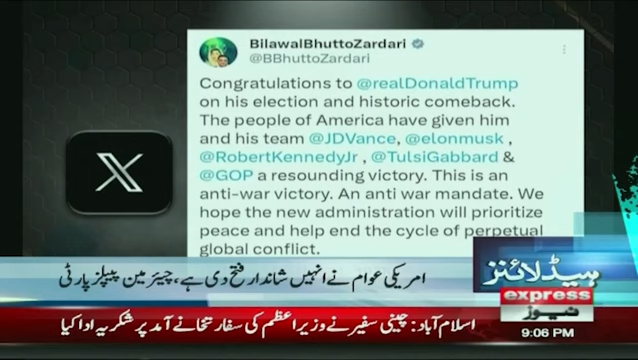 BilawalBhuttoZardari
@BBhuttoZardari
Congratulations to @realDonaldTrump
on his election and historic comeback.
The people of America have given him
and his team @JDVance, @elonmusk ,
@RobertKennedyJr , @TulsiGabbard &
@GOP a resounding victory. This is an
anti-war victory. An anti war mandate. We
hope the new administration will prioritize
peace and help end the cycle of perpetual
global conflict.
X
امریکی عوام نے انہیں شاندار فتح دی ہے، چیئرمین پیپلز پارٹی
ہیڈلائنز
express
نیوز
اسلام آباد: چینی سفیر نے وزیراعظم کی سفارتخانے آمد پر شکریہ ادا کیا
9:06 PM